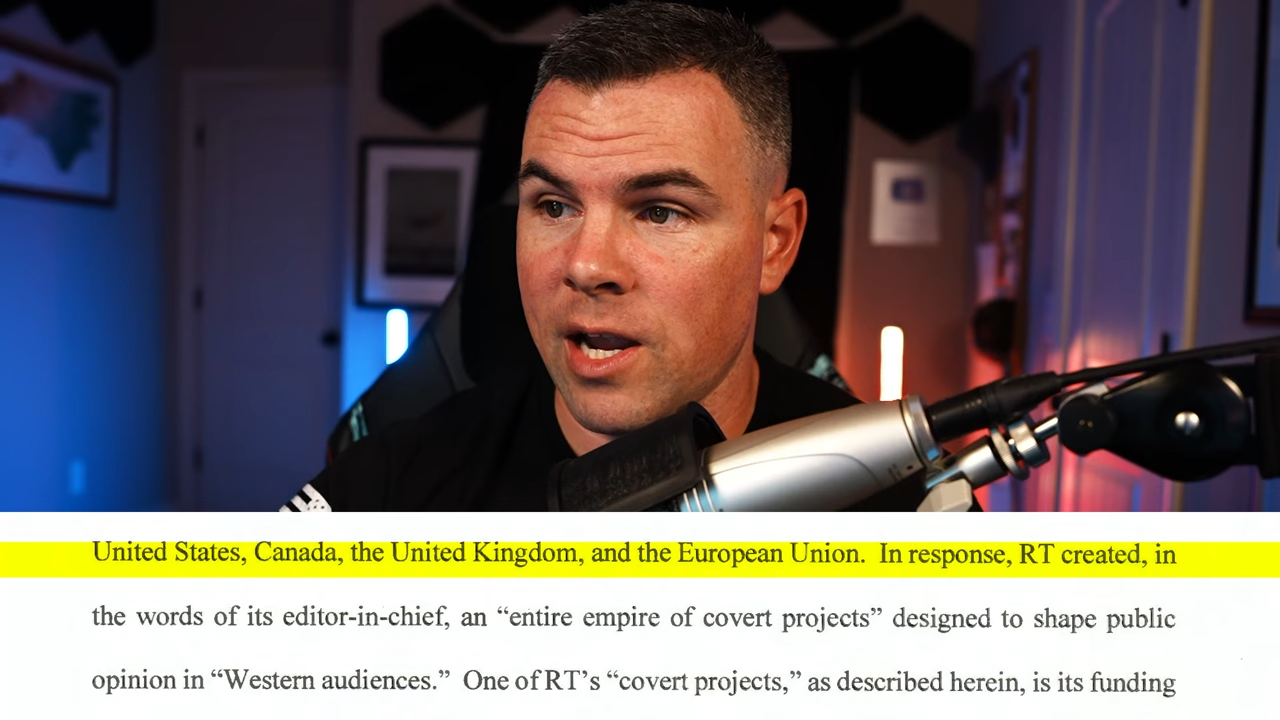 United States, Canada, the United Kingdom, and the European Union. In response, RT created, in
the words of its editor-in-chief, an “entire empire of covert projects” designed to shape public
opinion in “Western audiences.” One of RT’s “covert projects,” as described herein, is its funding